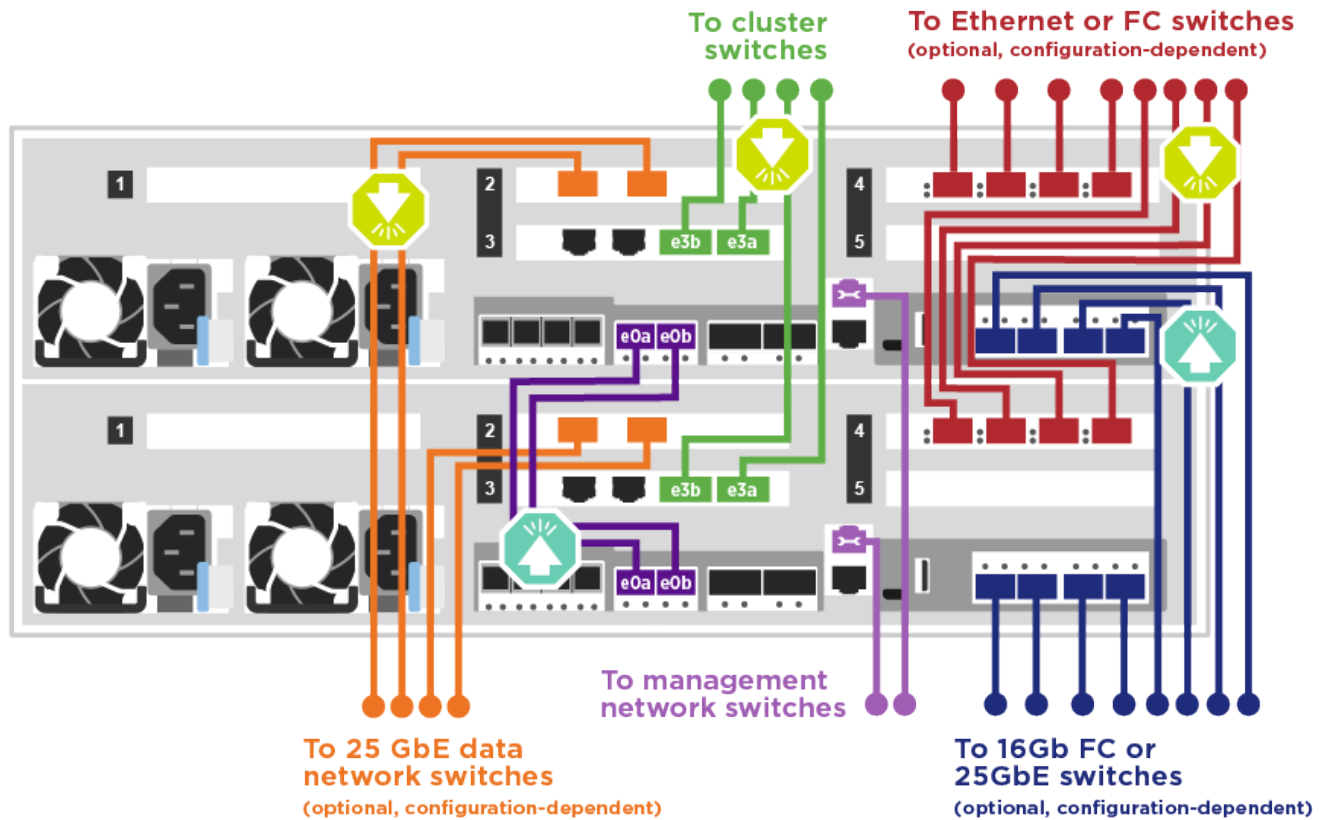 To cluster
switches
To Ethernet or FC switches
(optional, configuration-dependent)
1
2
3
e3b
e3a
4
5
e0a
e0b
1
2
3
e3b
e3a
4
5
e0a
e0b
To management
network switches
To 25 GbE data
network switches
(optional, configuration-dependent)
To 16Gb FC or
25GbE switches
(optional, configuration-dependent)